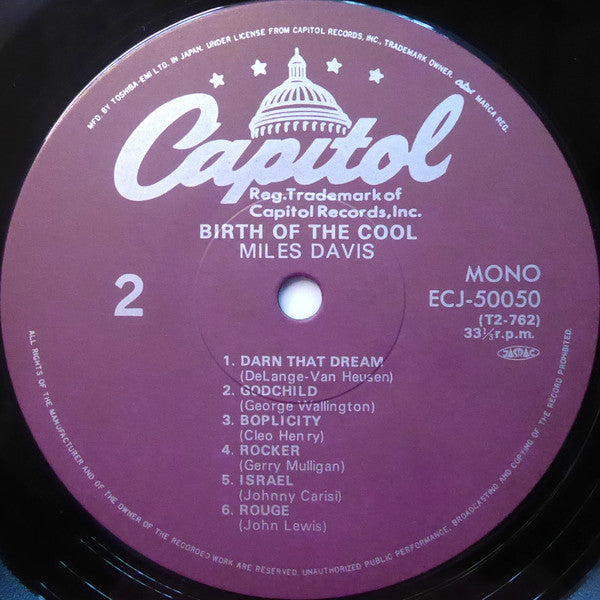 MFD. BY TOSHIBA-EMI LTD. IN JAPAN. UNDER LICENSE FROM CAPITOL RECORDS, INC., TRADEMARK OWNER. Capitol MARCA REG.
Capitol
Reg.Trademark of
Capitol Records,Inc.
BIRTH OF THE COOL
MILES DAVIS
2
MONO
ECJ-50050
(T2-762)
33⅓r.p.m.
JASRAC
1. DARN THAT DREAM
(DeLange-Van Heusen)
2. GODCHILD
(George Wallington)
3. BOPLICITY
(Cleo Henry)
4. ROCKER
(Gerry Mulligan)
5. ISRAEL
(Johnny Carisi)
6. ROUGE
(John Lewis)
ALL RIGHTS OF THE MANUFACTURER AND OF THE OWNER OF THE RECORDED WORK ARE RESERVED. UNAUTHORIZED PUBLIC PERFORMANCE, BROADCASTING AND COPYING OF THE RECORD PROHIBITED.